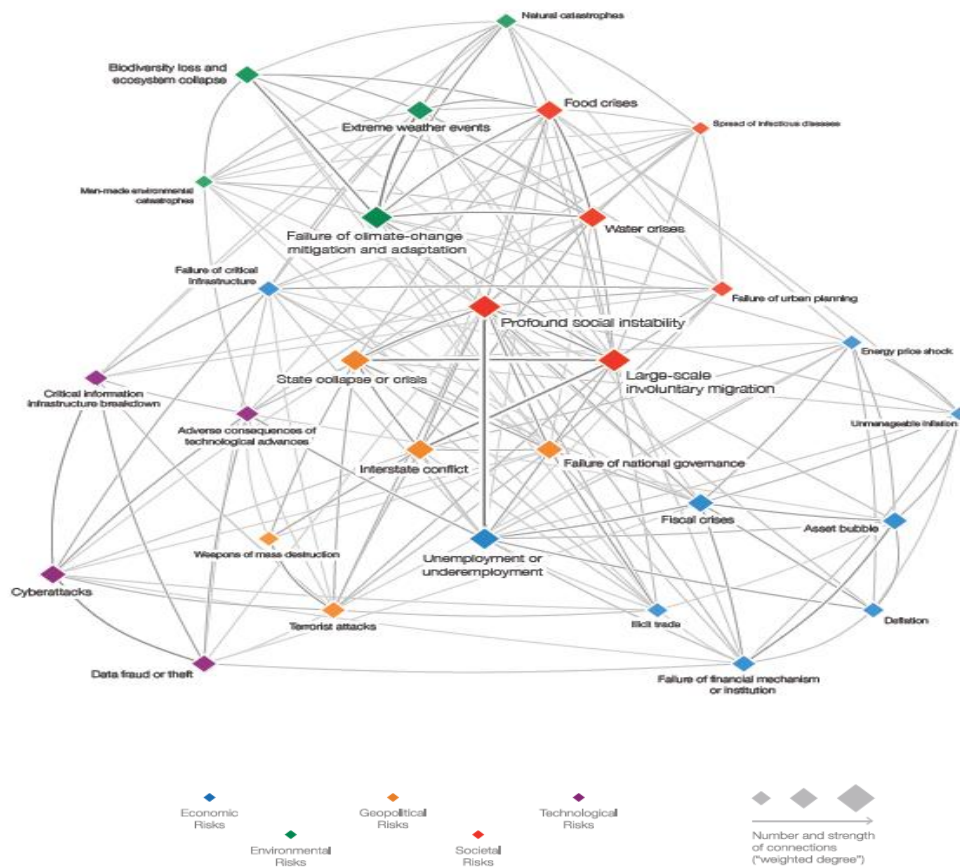 Natural catastrophes
Biodiversity loss and
ecosystem collapse
Food crises
Extreme weather events
Spread of infectious diseases
Man-made environmental
catastrophes
Failure of climate-change
mitigation and adaptation
Water crises
Failure of critical
infrastructure
Failure of urban planning
Profound social instability
Energy price shock
State collapse or crisis
Large-scale
involuntary migration
Critical information
infrastructure breakdown
Adverse consequences of
technological advances
Unmanageable inflation
Interstate conflict
Failure of national governance
Fiscal crises
Asset bubble
Weapons of mass destruction
Unemployment or
underemployment
Cyberattacks
Terrorist attacks
Illicit trade
Deflation
Data fraud or theft
Failure of financial mechanism
or institution
Economic
Risks
Geopolitical
Risks
Technological
Risks
Environmental
Risks
Societal
Risks
Number and strength
of connections
("weighted degree")